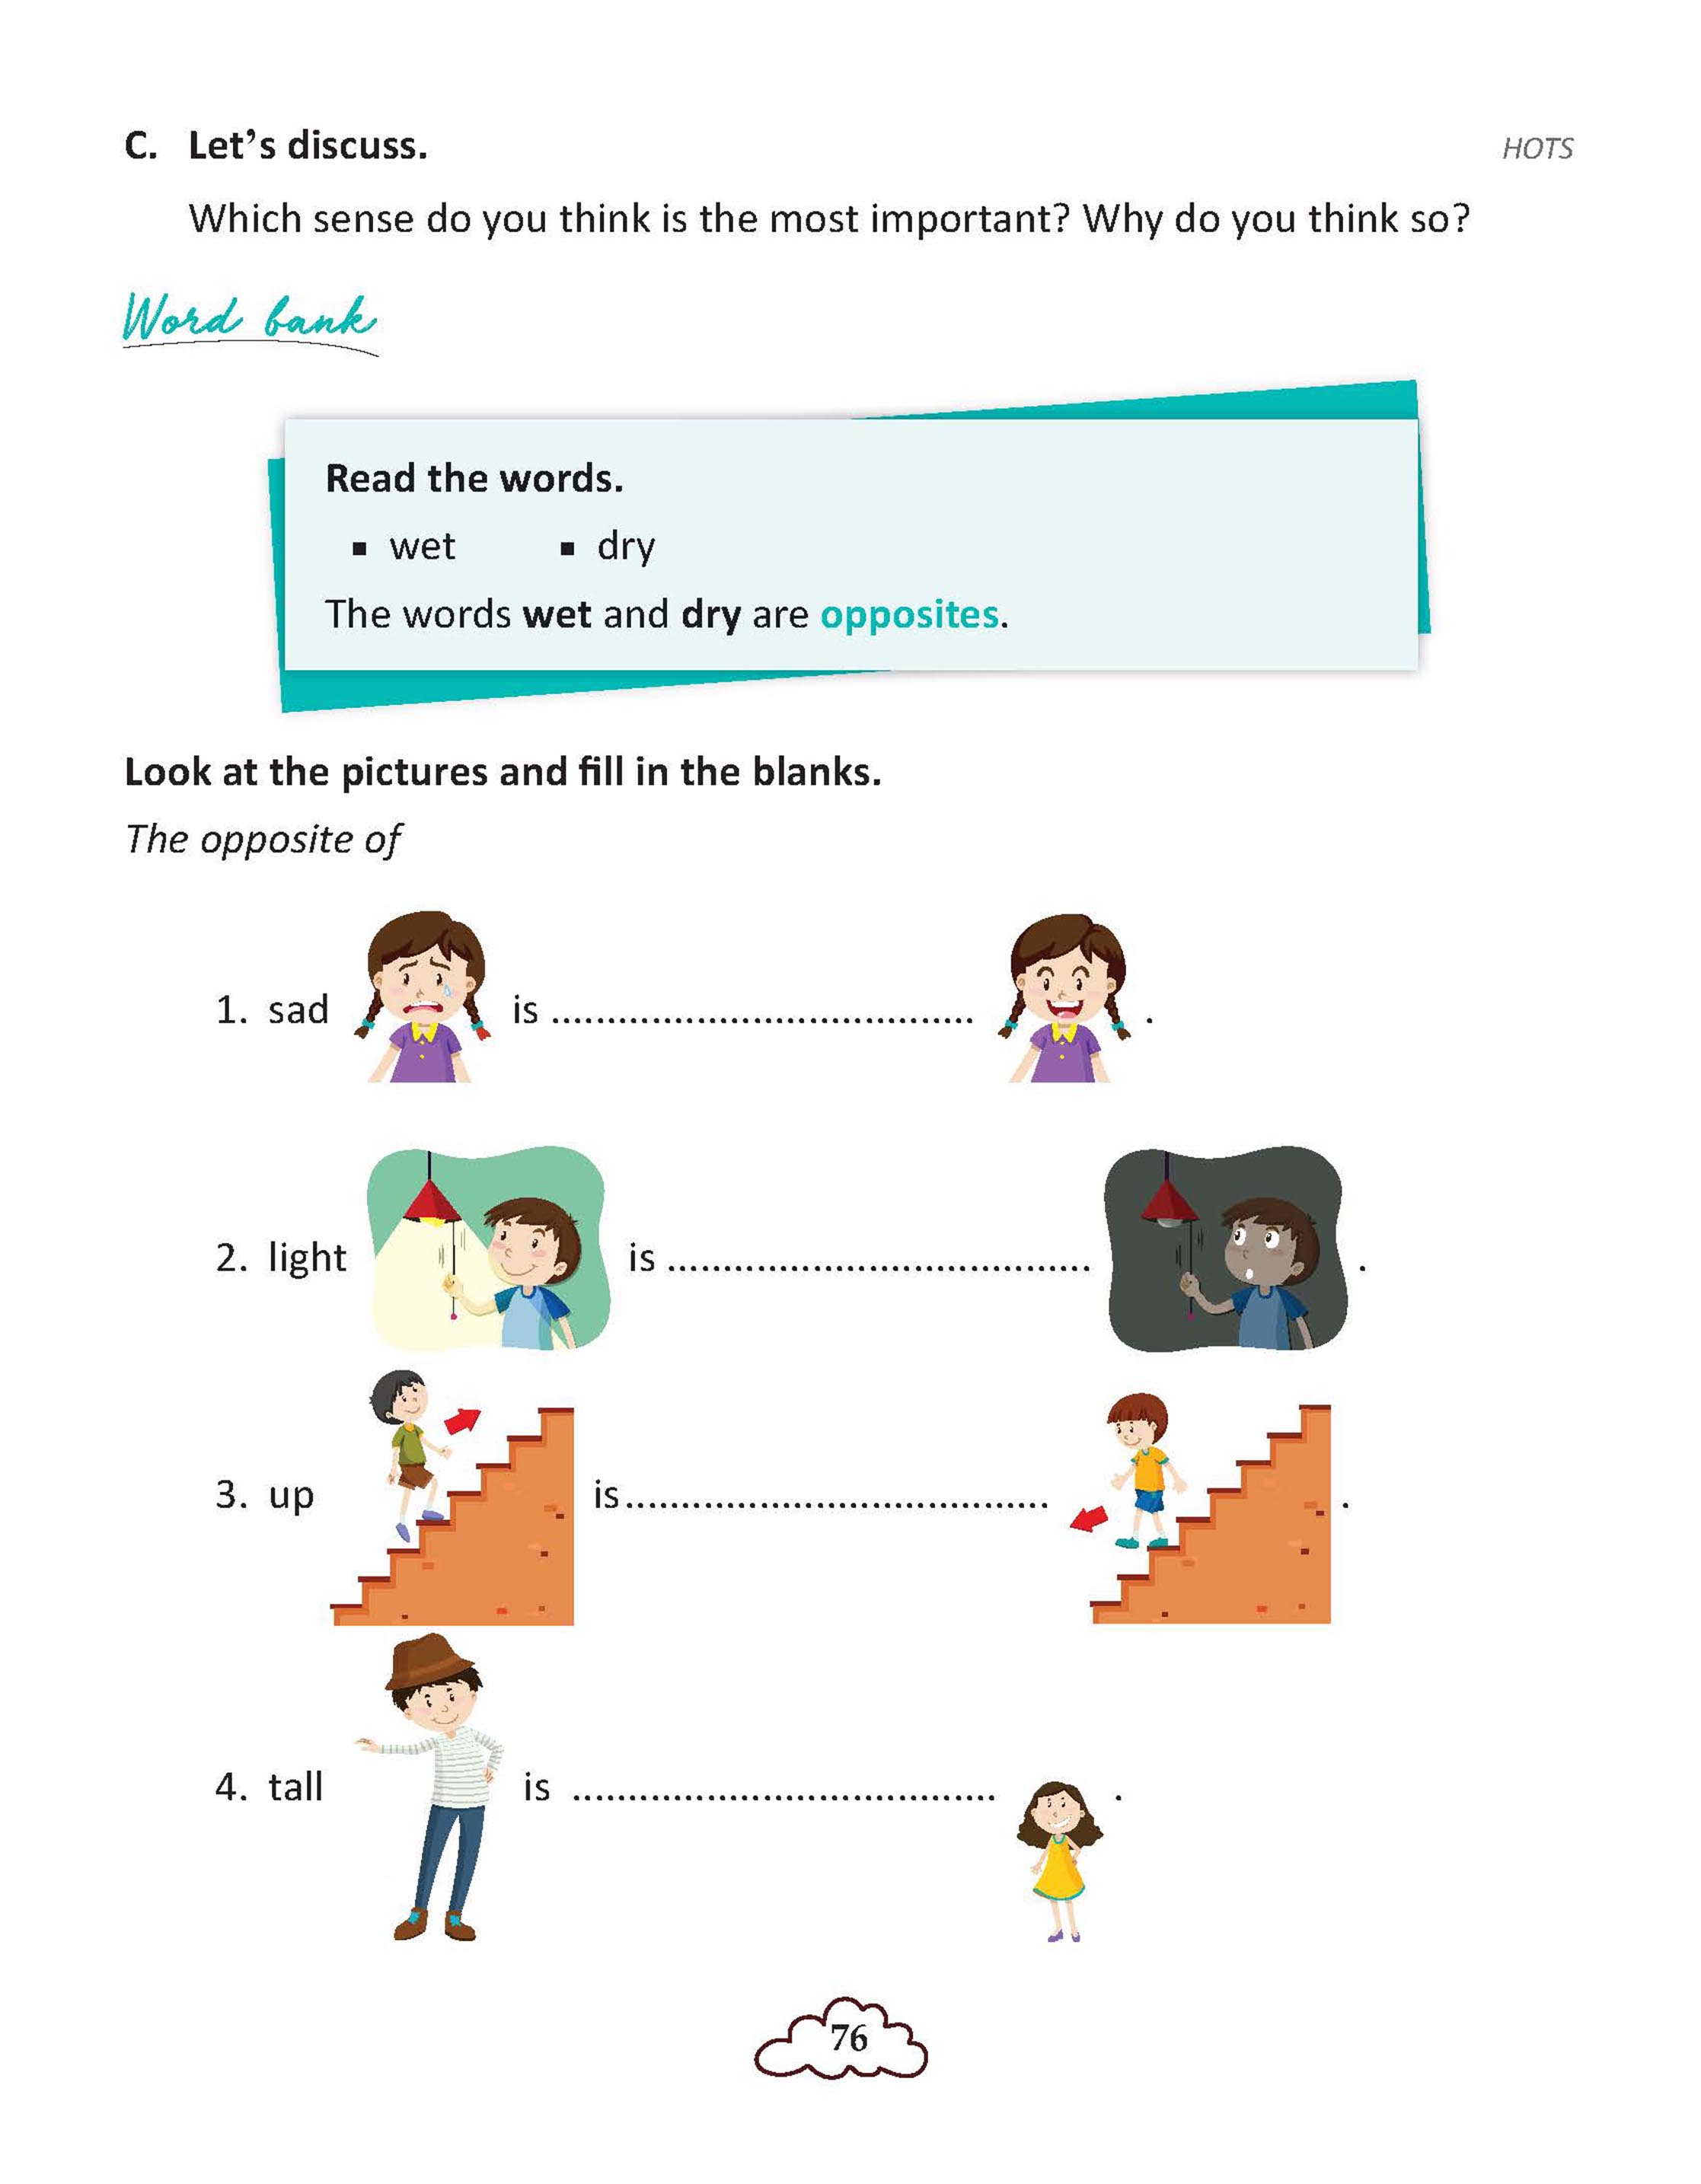 C. Let's discuss. HOTS
Which sense do you think is the most important? Why do you think so?
Word bank
Read the words.
▪ wet ▪ dry
The words wet and dry are opposites.
Look at the pictures and fill in the blanks.
The opposite of
1. sad is ...................................... .
2. light is ...................................... .
3. up is...................................... .
4. tall is ...................................... .
76